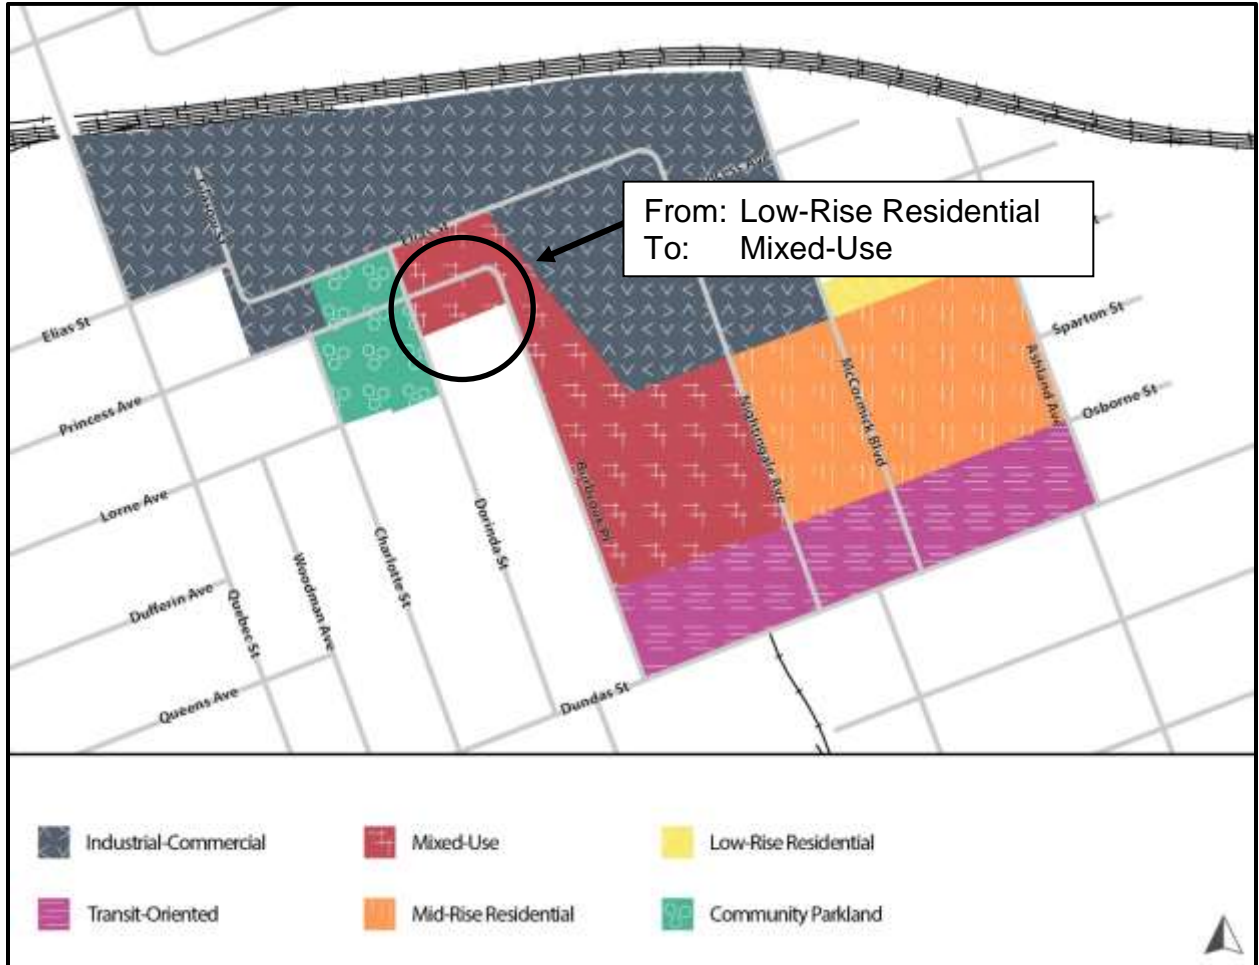 From: Low-Rise Residential
To: Mixed-Use
Elias St
Elias St
Princess Ave
Lorne Ave
Dufferin Ave
Queens Ave
Quebec St
Woodman Ave
Charlotte St
Dorinda St
Burbrook Pl
Dundas St
Nightingale Ave
McCormick Blvd
Ashland Ave
Sparton St
Osborne St
Industrial-Commercial
Mixed-Use
Low-Rise Residential
Transit-Oriented
Mid-Rise Residential
Community Parkland